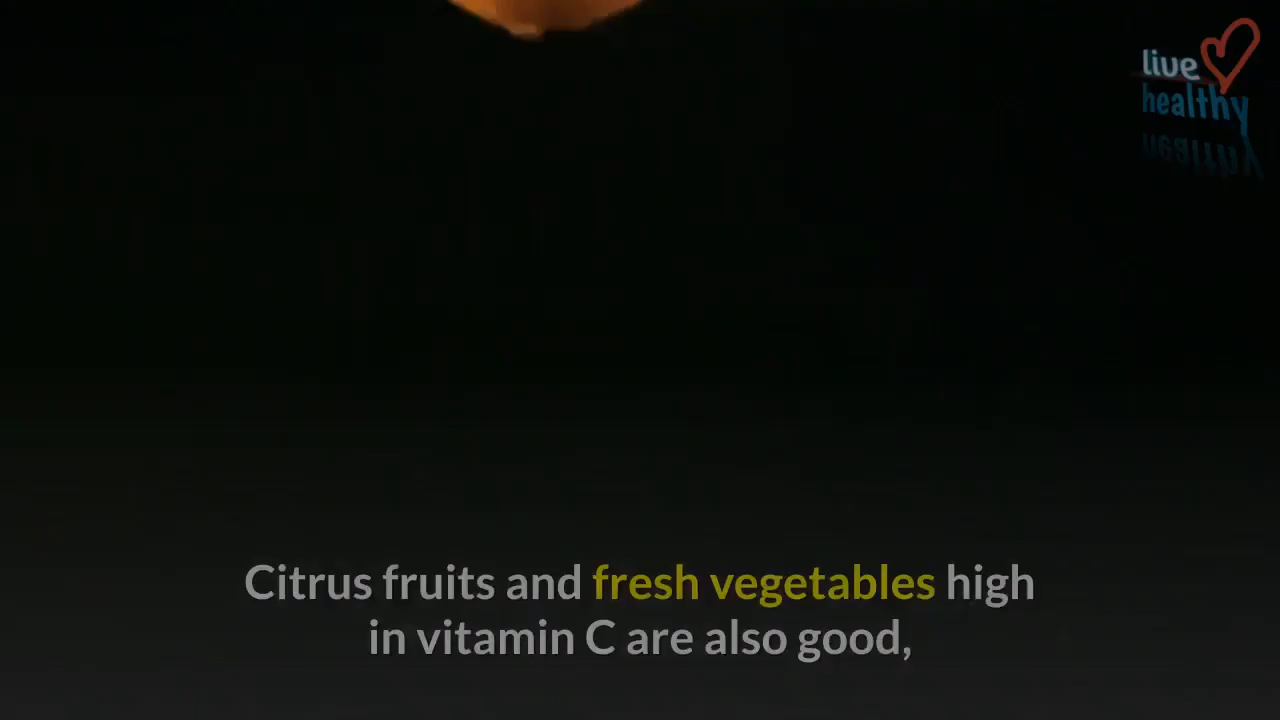 live
healthy
Citrus fruits and fresh vegetables high
in vitamin C are also good,